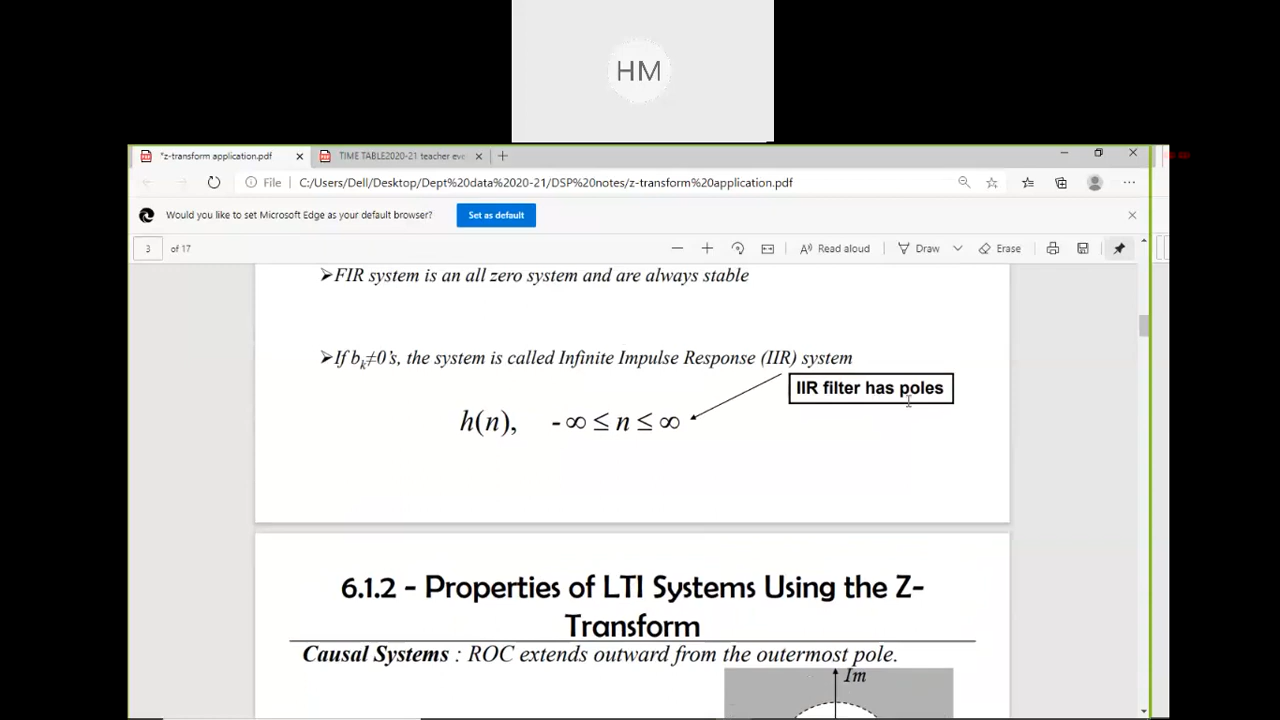 HM
*z-transform application.pdf
TIME TABLE2020-21 teacher eve
File
C:/Users/Dell/Desktop/Dept%20data%2020-21/DSP%20notes/z-transform%20application.pdf
Would you like to set Microsoft Edge as your default browser?
Set as default
3 of 17
Read aloud
Draw
Erase
➢FIR system is an all zero system and are always stable
➢If bk≠0's, the system is called Infinite Impulse Response (IIR) system
IIR filter has poles
h(n), -∞ ≤ n ≤ ∞
6.1.2 - Properties of LTI Systems Using the Z-
Transform
Causal Systems : ROC extends outward from the outermost pole.
Im